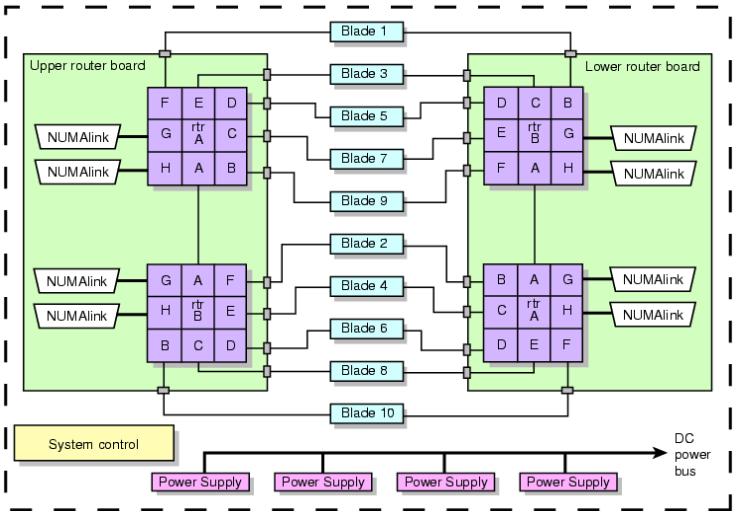 Blade 1
Upper router board
Lower router board
Blade 3
F E D
D C B
Blade 5
G rtr A C
E rtr B G
NUMAlink
NUMAlink
Blade 7
H A B
F A H
NUMAlink
NUMAlink
Blade 9
Blade 2
G A F
B A G
NUMAlink
NUMAlink
Blade 4
H rtr B E
C rtr A H
NUMAlink
NUMAlink
Blade 6
B C D
D E F
Blade 8
Blade 10
System control
DC
power
bus
Power Supply
Power Supply
Power Supply
Power Supply